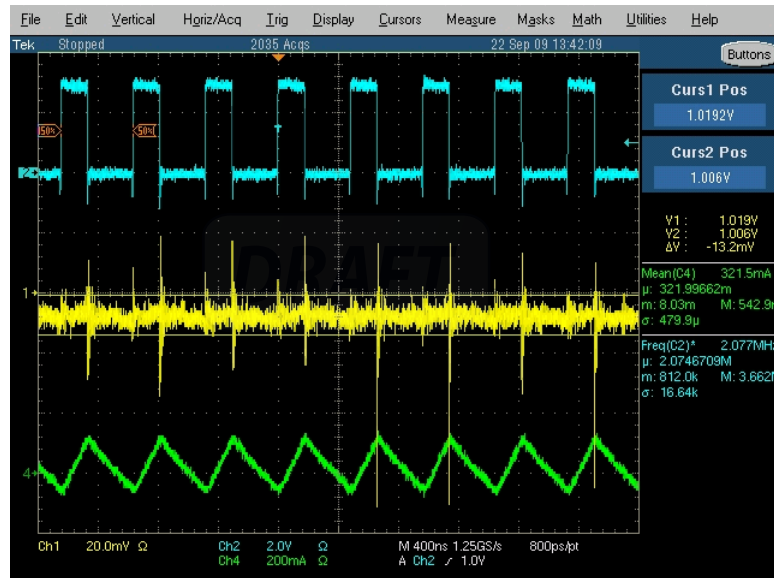 File Edit Vertical Horiz/Acq Trig Display Cursors Measure Masks Math Utilities Help
Tek Stopped 2035 Acqs 22 Sep 09 13:42:09
Buttons
Curs1 Pos
1.0192V
Curs2 Pos
1.006V
50% 50%
2
V1 : 1.019V
V2 : 1.006V
ΔV : -13.2mV
DRAFT
Mean(C4) 321.5mA
µ: 321.99662m
m: 8.03m M: 542.9m
σ: 479.9µ
1
Freq(C2)* 2.077MHz
µ: 2.0746709M
m: 812.0k M: 3.662M
σ: 16.64k
4
Ch1 20.0mV Ω Ch2 2.0V Ω M 400ns 1.25GS/s 800ps/pt
Ch4 200mA Ω A Ch2 ∕ 1.0V